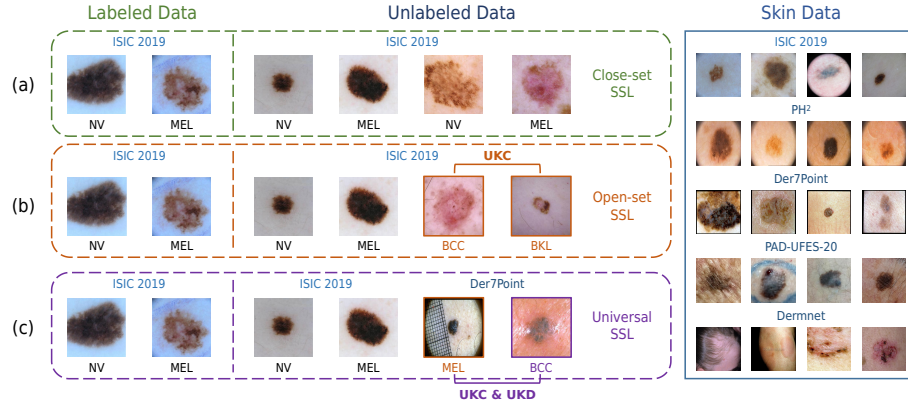 Labeled Data
Unlabeled Data
Skin Data
(a)
ISIC 2019
ISIC 2019
NV
MEL
NV
MEL
NV
MEL
Close-set
SSL
(b)
ISIC 2019
ISIC 2019
UKC
NV
MEL
NV
MEL
BCC
BKL
Open-set
SSL
(c)
ISIC 2019
ISIC 2019
Der7Point
NV
MEL
NV
MEL
MEL
BCC
Universal
SSL
UKC & UKD
ISIC 2019
PH²
Der7Point
PAD-UFES-20
Dermnet